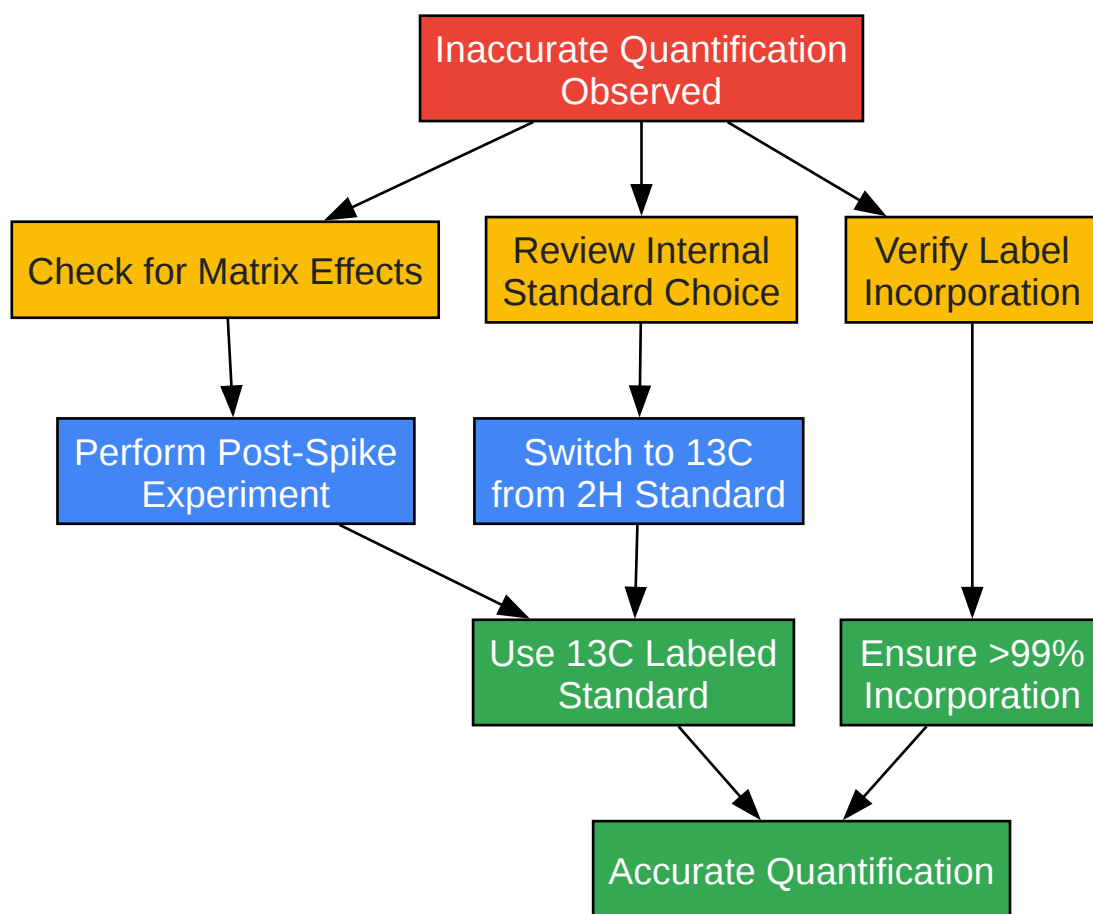 Inaccurate Quantification
Observed
Check for Matrix Effects
Review Internal
Standard Choice
Verify Label
Incorporation
Perform Post-Spike
Experiment
Switch to 13C
from 2H Standard
Use 13C Labeled
Standard
Ensure >99%
Incorporation
Accurate Quantification